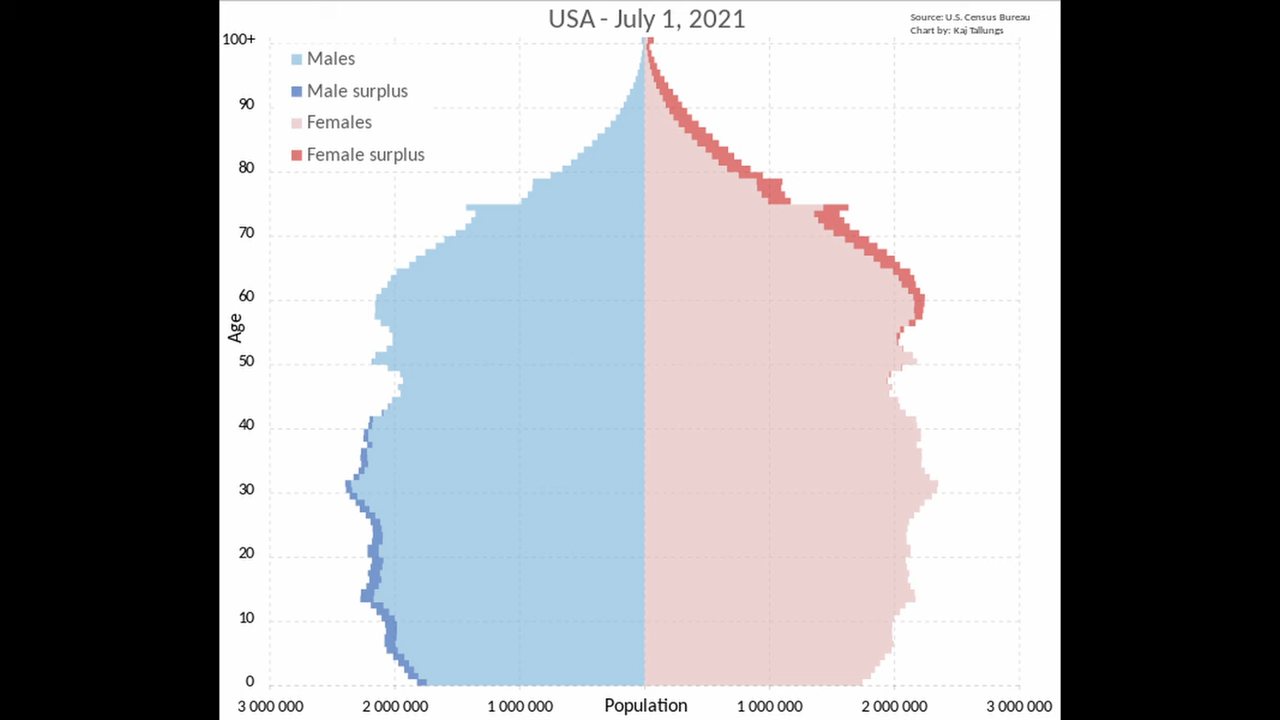 USA - July 1, 2021
Source: U.S. Census Bureau
Chart by: Kaj Tallungs
100+
Males
Male surplus
90
Females
Female surplus
80
70
60
Age
50
40
30
20
10
0
3 000 000 2 000 000 1 000 000 Population 1 000 000 2 000 000 3 000 000